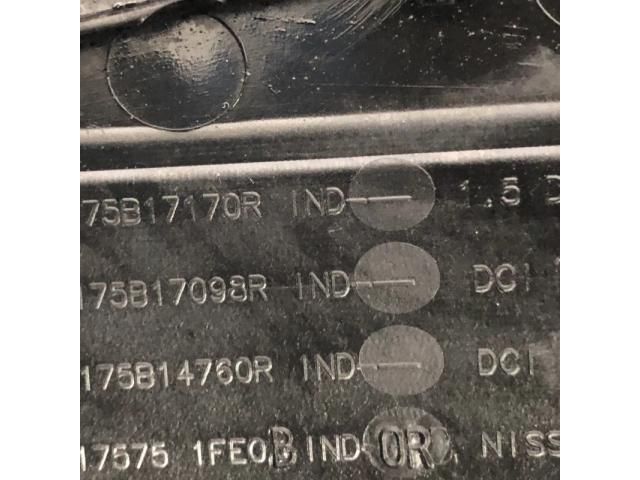 75B17170R IND- 1.5 D
175B17098R IND- DCI
175B14760R IND- DCI
17575 1FE0B IND-OR NISS